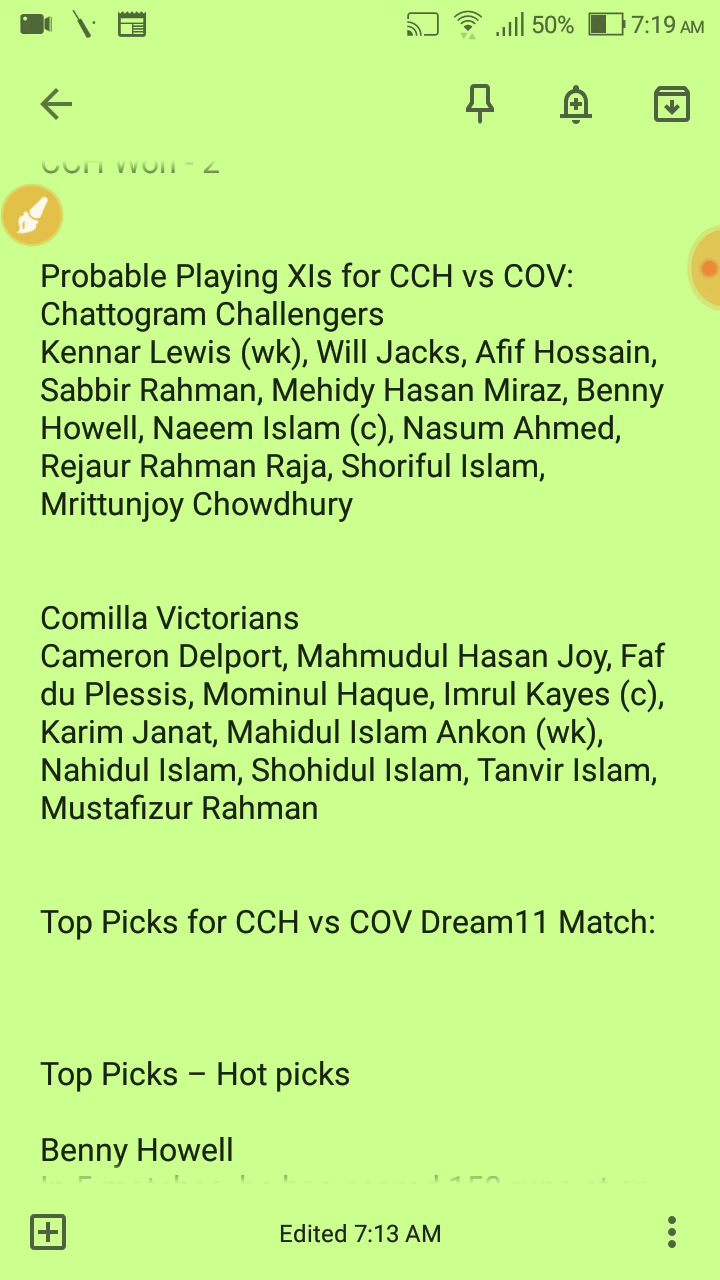 50% 7:19 AM
CCH Won - 2
Probable Playing XIs for CCH vs COV:
Chattogram Challengers
Kennar Lewis (wk), Will Jacks, Afif Hossain,
Sabbir Rahman, Mehidy Hasan Miraz, Benny
Howell, Naeem Islam (c), Nasum Ahmed,
Rejaur Rahman Raja, Shoriful Islam,
Mrittunjoy Chowdhury
Comilla Victorians
Cameron Delport, Mahmudul Hasan Joy, Faf
du Plessis, Mominul Haque, Imrul Kayes (c),
Karim Janat, Mahidul Islam Ankon (wk),
Nahidul Islam, Shohidul Islam, Tanvir Islam,
Mustafizur Rahman
Top Picks for CCH vs COV Dream11 Match:
Top Picks – Hot picks
Benny Howell
Edited 7:13 AM